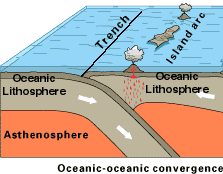 Trench
Island arc
Oceanic
Lithosphere
Oceanic
Lithosphere
Asthenosphere
Oceanic-oceanic convergence